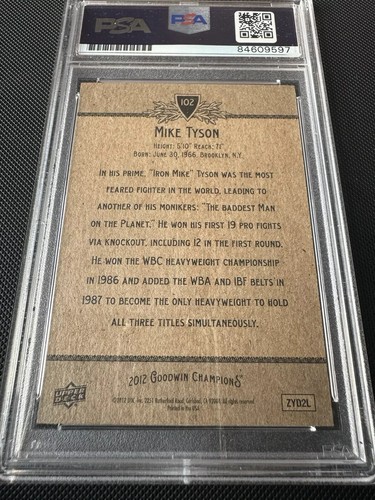 PSA
PSA
84609597
102
MIKE TYSON
HEIGHT: 5'10" REACH: 71"
BORN: JUNE 30, 1966, BROOKLYN, N.Y.
IN HIS PRIME, "IRON MIKE" TYSON WAS THE MOST
FEARED FIGHTER IN THE WORLD, LEADING TO
ANOTHER OF HIS MONIKERS: "THE BADDEST MAN
ON THE PLANET." HE WON HIS FIRST 19 PRO FIGHTS
VIA KNOCKOUT, INCLUDING 12 IN THE FIRST ROUND.
HE WON THE WBC HEAVYWEIGHT CHAMPIONSHIP
IN 1986 AND ADDED THE WBA AND IBF BELTS IN
1987 TO BECOME THE ONLY HEAVYWEIGHT TO HOLD
ALL THREE TITLES SIMULTANEOUSLY.
2012 GOODWIN CHAMPIONS
UPPER DECK
Printed in the USA
ZYD2L